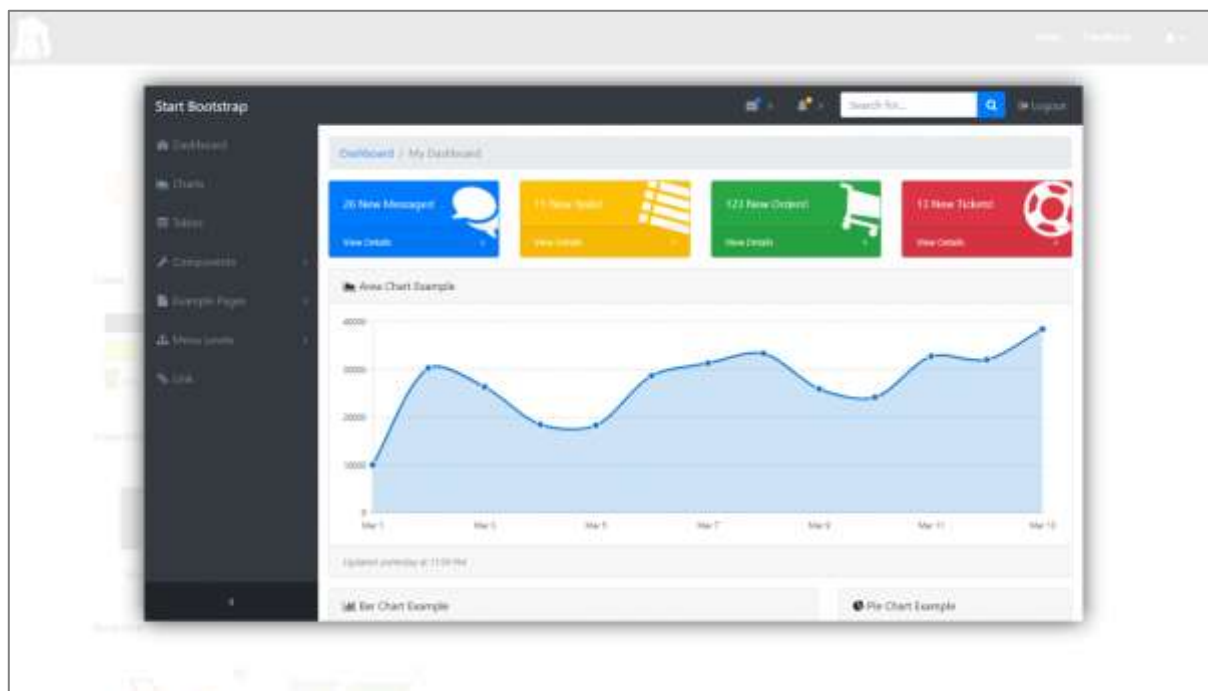 Start Bootstrap
Search for...
Logout
Dashboard
Charts
Tables
Components
Example Pages
Menu Levels
Link
Dashboard / My Dashboard
26 New Messages!
11 New Tasks!
123 New Orders!
13 New Tickets!
View Details
View Details
View Details
View Details
Area Chart Example
40000
30000
20000
10000
0
Mar 1
Mar 3
Mar 5
Mar 7
Mar 9
Mar 11
Mar 13
Updated yesterday at 11:59 PM
Bar Chart Example
Pie Chart Example